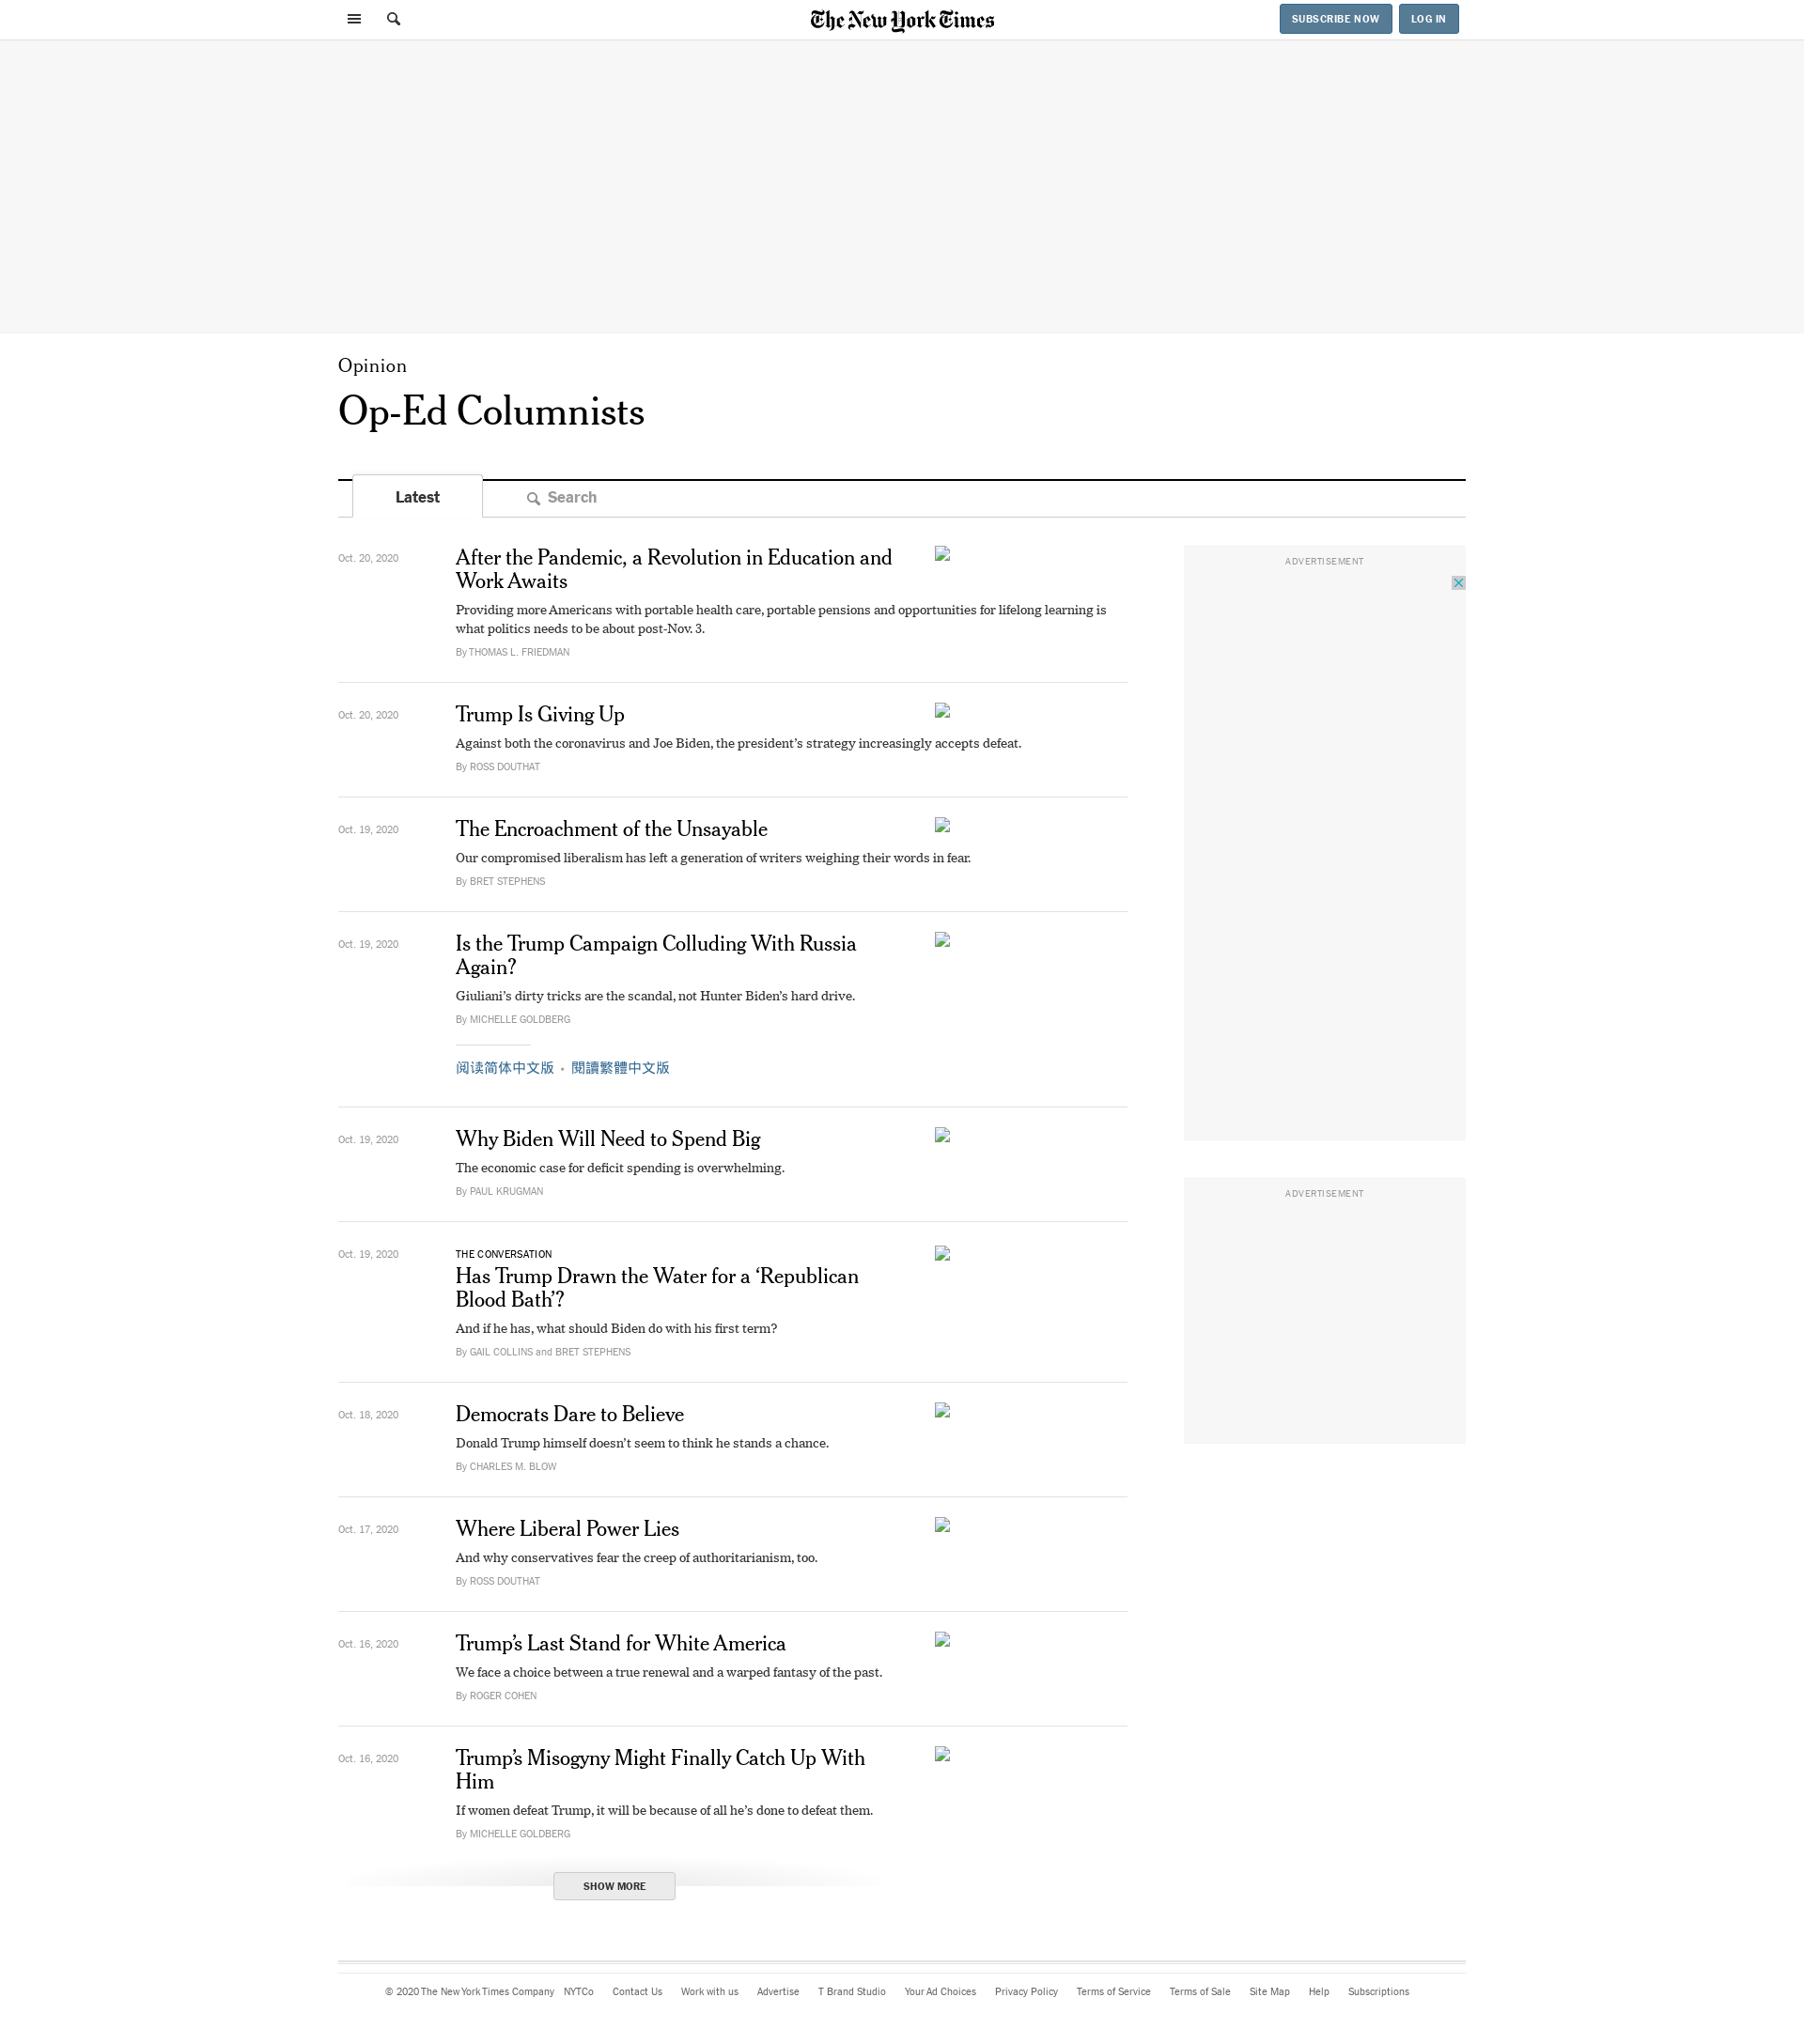 The New York Times
SUBSCRIBE NOW
LOG IN
Opinion
Op-Ed Columnists
Latest
Search
Oct. 20, 2020
After the Pandemic, a Revolution in Education and
Work Awaits
Providing more Americans with portable health care, portable pensions and opportunities for lifelong learning is
what politics needs to be about post-Nov. 3.
By THOMAS L. FRIEDMAN
ADVERTISEMENT
Oct. 20, 2020
Trump Is Giving Up
Against both the coronavirus and Joe Biden, the president’s strategy increasingly accepts defeat.
By ROSS DOUTHAT
Oct. 19, 2020
The Encroachment of the Unsayable
Our compromised liberalism has left a generation of writers weighing their words in fear.
By BRET STEPHENS
Oct. 19, 2020
Is the Trump Campaign Colluding With Russia
Again?
Giuliani’s dirty tricks are the scandal, not Hunter Biden’s hard drive.
By MICHELLE GOLDBERG
阅读简体中文版 • 閱讀繁體中文版
Oct. 19, 2020
Why Biden Will Need to Spend Big
The economic case for deficit spending is overwhelming.
By PAUL KRUGMAN
ADVERTISEMENT
Oct. 19, 2020
THE CONVERSATION
Has Trump Drawn the Water for a ‘Republican
Blood Bath’?
And if he has, what should Biden do with his first term?
By GAIL COLLINS and BRET STEPHENS
Oct. 18, 2020
Democrats Dare to Believe
Donald Trump himself doesn’t seem to think he stands a chance.
By CHARLES M. BLOW
Oct. 17, 2020
Where Liberal Power Lies
And why conservatives fear the creep of authoritarianism, too.
By ROSS DOUTHAT
Oct. 16, 2020
Trump’s Last Stand for White America
We face a choice between a true renewal and a warped fantasy of the past.
By ROGER COHEN
Oct. 16, 2020
Trump’s Misogyny Might Finally Catch Up With
Him
If women defeat Trump, it will be because of all he’s done to defeat them.
By MICHELLE GOLDBERG
SHOW MORE
© 2020 The New York Times Company NYTCo Contact Us Work with us Advertise T Brand Studio Your Ad Choices Privacy Policy Terms of Service Terms of Sale Site Map Help Subscriptions